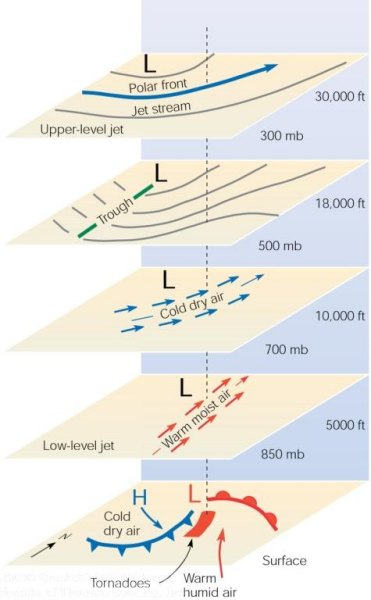 L
Polar front
Jet stream
Upper-level jet
30,000 ft
300 mb
L
Trough
18,000 ft
500 mb
L
Cold dry air
10,000 ft
700 mb
L
Warm moist air
Low-level jet
5000 ft
850 mb
H
L
Cold
dry air
N
Surface
Tornadoes
Warm
humid air